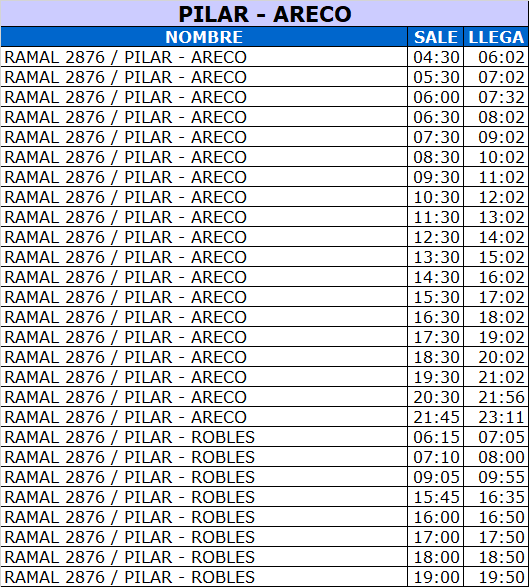 PILAR - ARECO
NOMBRE SALE LLEGA
RAMAL 2876 / PILAR - ARECO 04:30 06:02
RAMAL 2876 / PILAR - ARECO 05:30 07:02
RAMAL 2876 / PILAR - ARECO 06:00 07:32
RAMAL 2876 / PILAR - ARECO 06:30 08:02
RAMAL 2876 / PILAR - ARECO 07:30 09:02
RAMAL 2876 / PILAR - ARECO 08:30 10:02
RAMAL 2876 / PILAR - ARECO 09:30 11:02
RAMAL 2876 / PILAR - ARECO 10:30 12:02
RAMAL 2876 / PILAR - ARECO 11:30 13:02
RAMAL 2876 / PILAR - ARECO 12:30 14:02
RAMAL 2876 / PILAR - ARECO 13:30 15:02
RAMAL 2876 / PILAR - ARECO 14:30 16:02
RAMAL 2876 / PILAR - ARECO 15:30 17:02
RAMAL 2876 / PILAR - ARECO 16:30 18:02
RAMAL 2876 / PILAR - ARECO 17:30 19:02
RAMAL 2876 / PILAR - ARECO 18:30 20:02
RAMAL 2876 / PILAR - ARECO 19:30 21:02
RAMAL 2876 / PILAR - ARECO 20:30 21:56
RAMAL 2876 / PILAR - ARECO 21:45 23:11
RAMAL 2876 / PILAR - ROBLES 06:15 07:05
RAMAL 2876 / PILAR - ROBLES 07:10 08:00
RAMAL 2876 / PILAR - ROBLES 09:05 09:55
RAMAL 2876 / PILAR - ROBLES 15:45 16:35
RAMAL 2876 / PILAR - ROBLES 16:00 16:50
RAMAL 2876 / PILAR - ROBLES 17:00 17:50
RAMAL 2876 / PILAR - ROBLES 18:00 18:50
RAMAL 2876 / PILAR - ROBLES 19:00 19:50